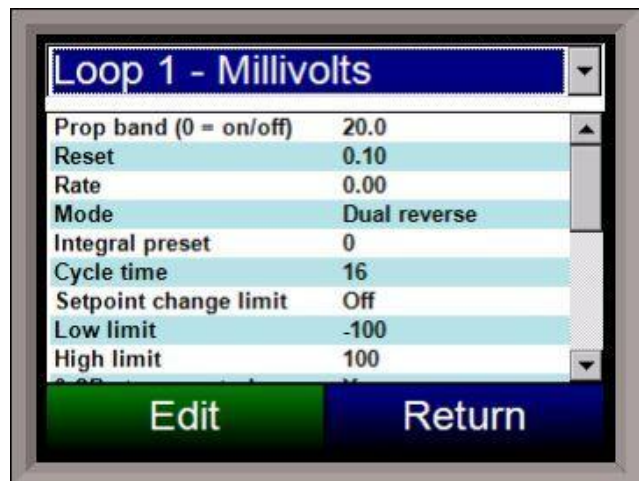 Loop 1 - Millivolts
Prop band (0 = on/off) 20.0
Reset 0.10
Rate 0.00
Mode Dual reverse
Integral preset 0
Cycle time 16
Setpoint change limit Off
Low limit -100
High limit 100
Edit Return